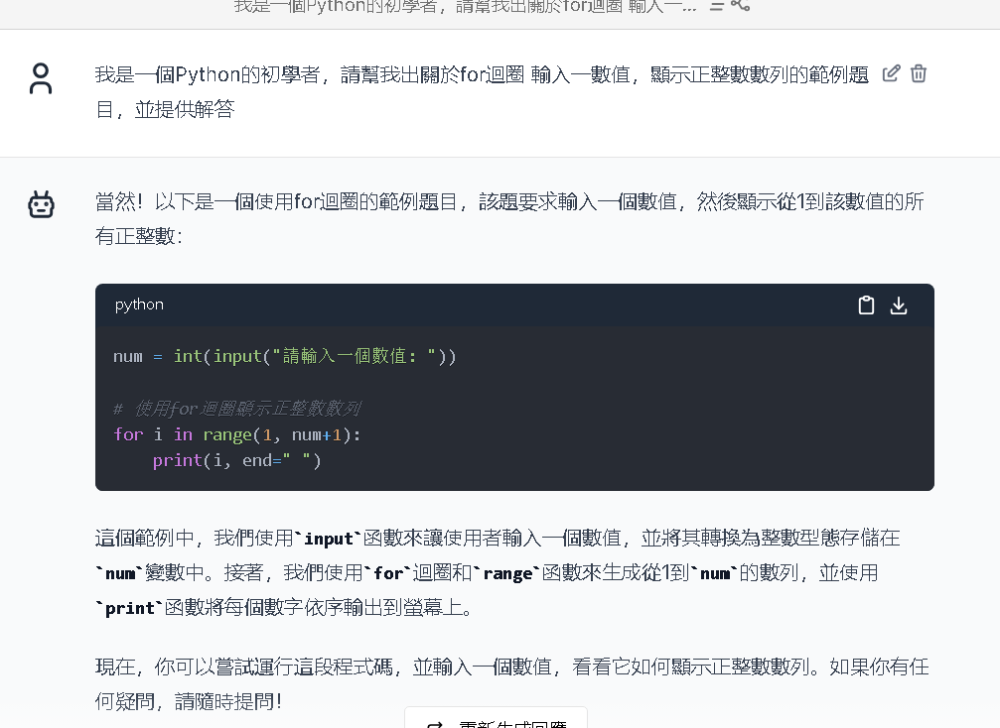 我是一個Python的初學者，請幫我出關於for迴圈 輸入一...
我是一個Python的初學者，請幫我出關於for迴圈 輸入一數值，顯示正整數數列的範例題
目，並提供解答
當然！以下是一個使用for迴圈的範例題目，該題要求輸入一個數值，然後顯示從1到該數值的所
有正整數：
python
num = int(input("請輸入一個數值: "))
# 使用for迴圈顯示正整數數列
for i in range(1, num+1):
    print(i, end=" ")
這個範例中，我們使用`input`函數來讓使用者輸入一個數值，並將其轉換為整數型態存儲在
`num`變數中。接著，我們使用`for`迴圈和`range`函數來生成從1到`num`的數列，並使用
`print`函數將每個數字依序輸出到螢幕上。
現在，你可以嘗試運行這段程式碼，並輸入一個數值，看看它如何顯示正整數數列。如果你有任
何疑問，請隨時提問！
重新生成回應